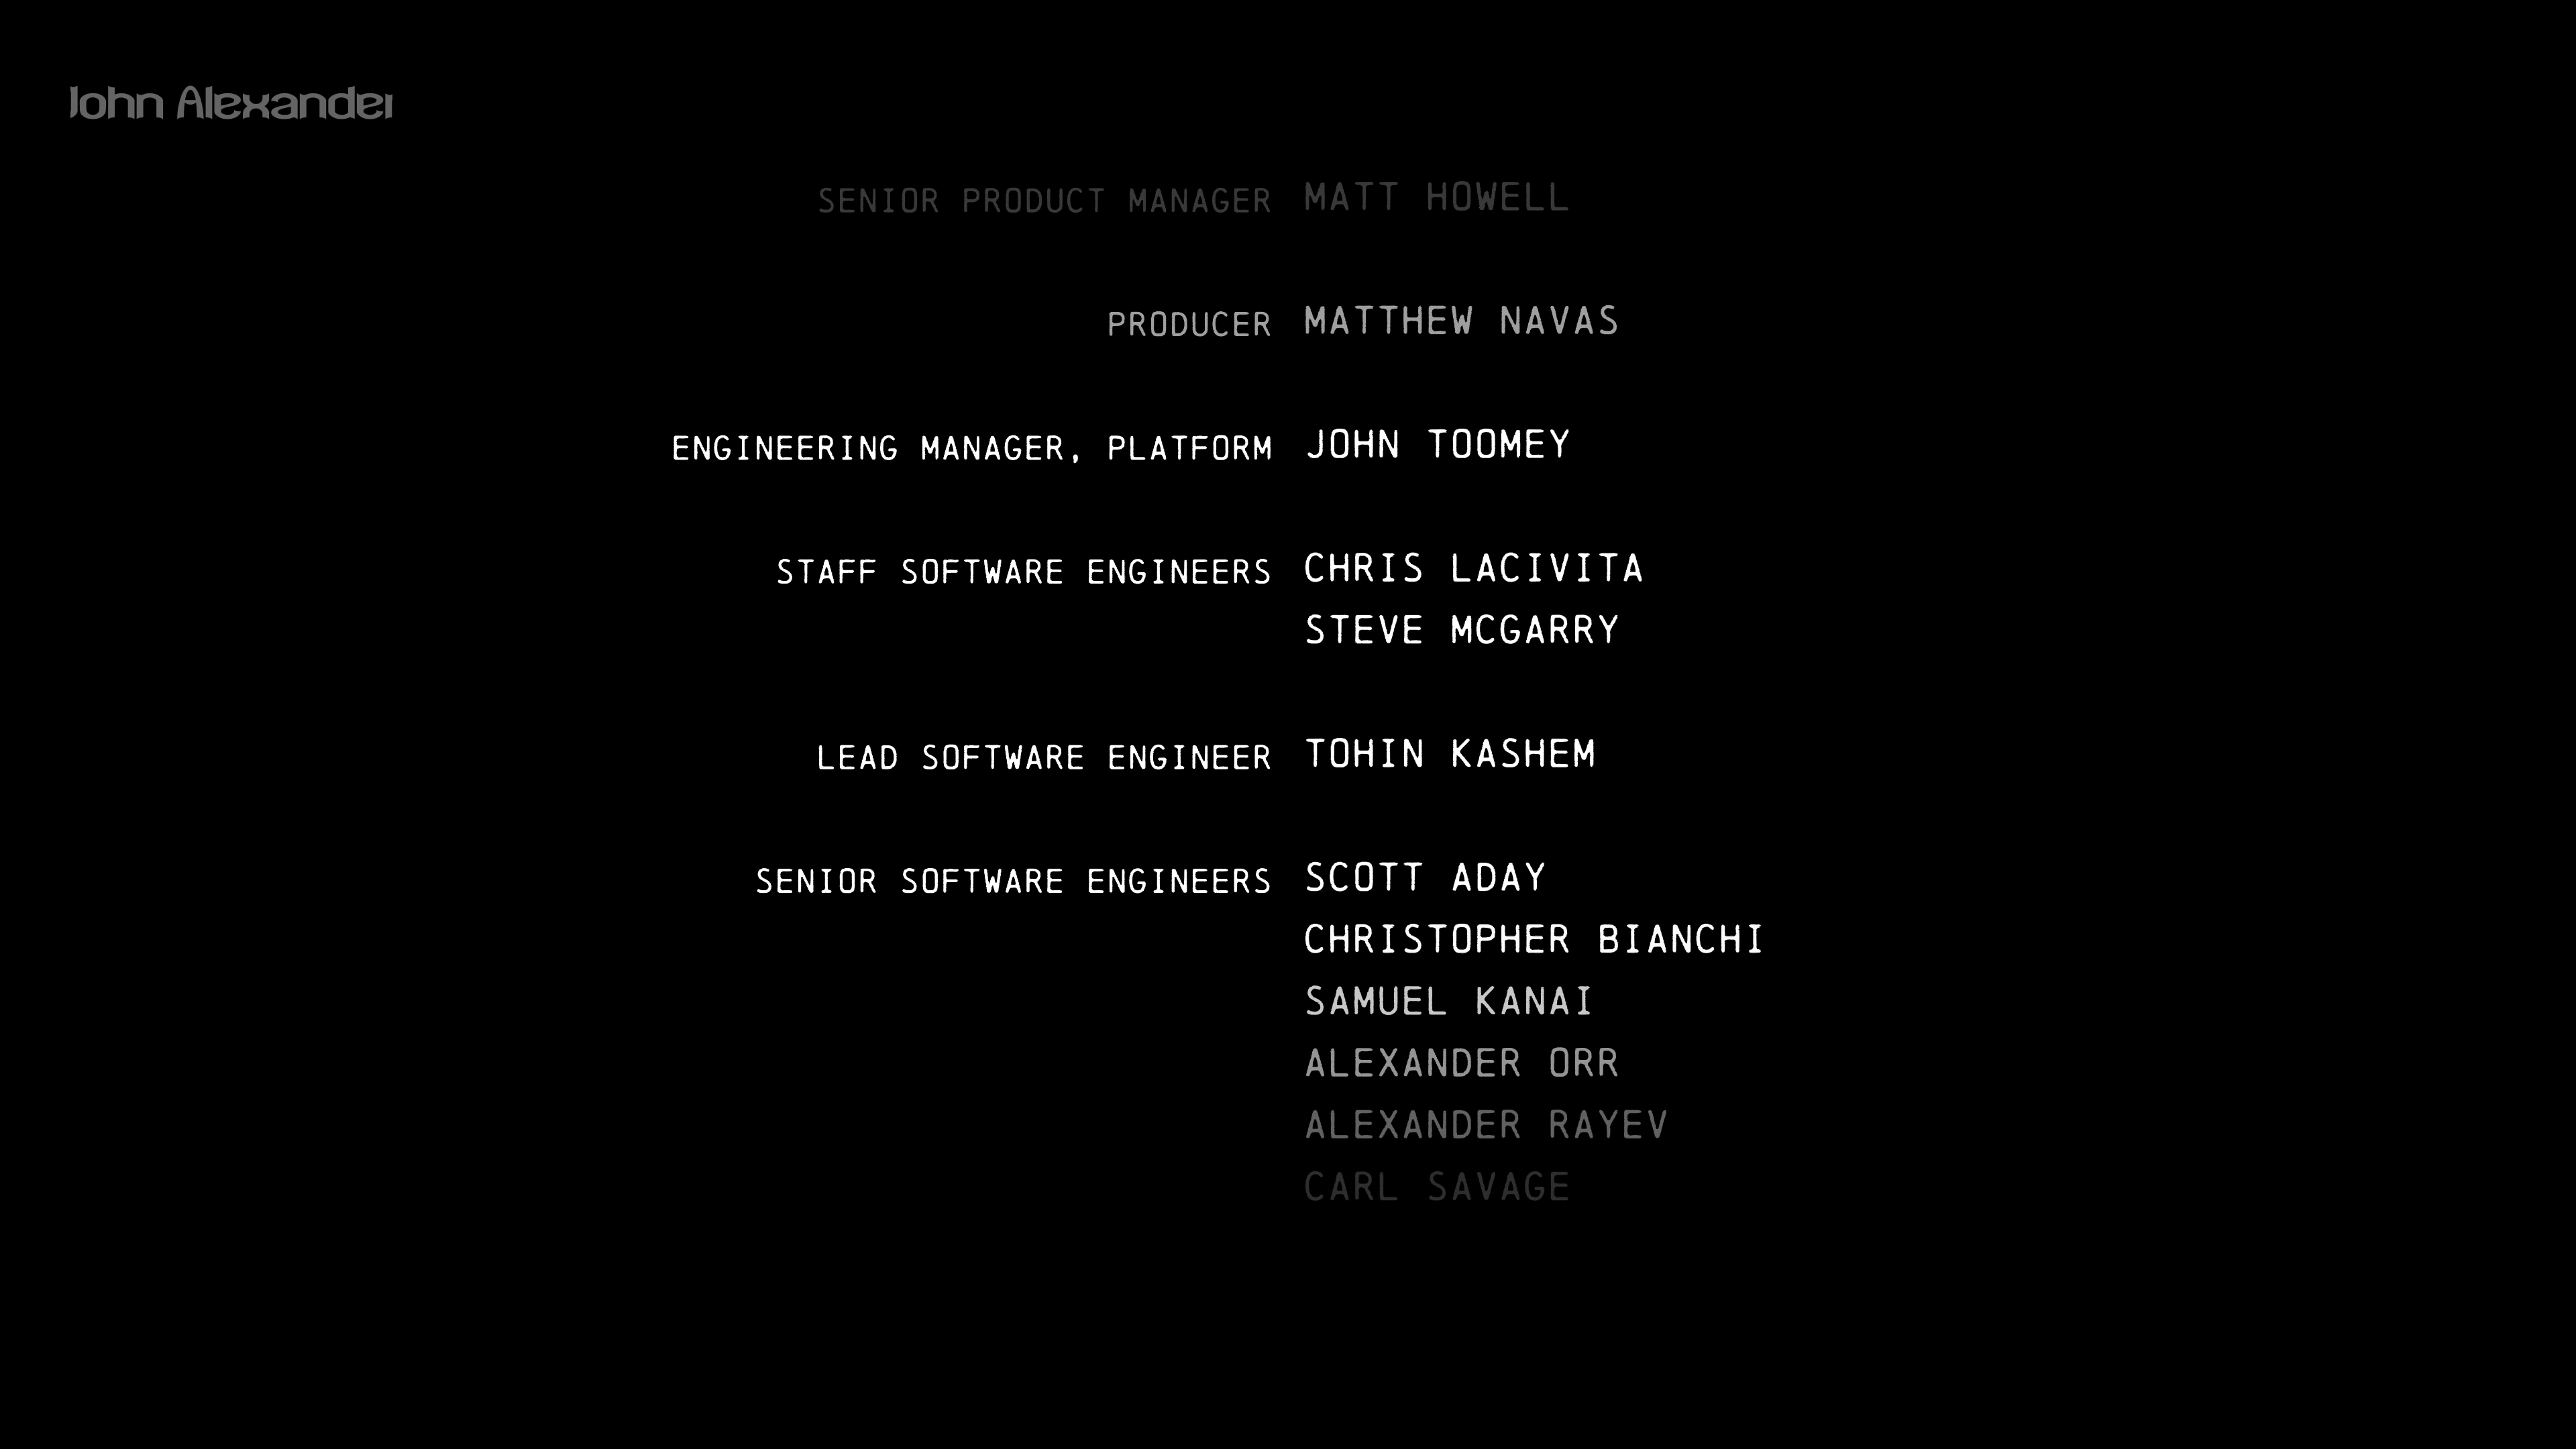 John Alexander
SENIOR PRODUCT MANAGER MATT HOWELL
PRODUCER MATTHEW NAVAS
ENGINEERING MANAGER, PLATFORM JOHN TOOMEY
STAFF SOFTWARE ENGINEERS CHRIS LACIVITA
STEVE MCGARRY
LEAD SOFTWARE ENGINEER TOHIN KASHEM
SENIOR SOFTWARE ENGINEERS SCOTT ADAY
CHRISTOPHER BIANCHI
SAMUEL KANAI
ALEXANDER ORR
ALEXANDER RAYEV
CARL SAVAGE